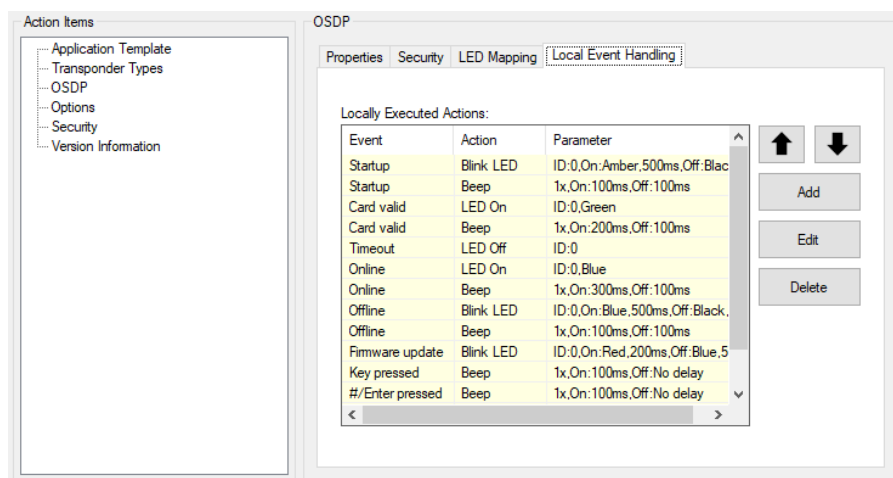 Action Items
Application Template
Transponder Types
OSDP
Options
Security
Version Information
OSDP
Properties Security LED Mapping Local Event Handling
Locally Executed Actions:
Event Action Parameter
Startup Blink LED ID:0,On:Amber,500ms,Off:Blac
Startup Beep 1x,On:100ms,Off:100ms
Card valid LED On ID:0,Green
Card valid Beep 1x,On:200ms,Off:100ms
Timeout LED Off ID:0
Online LED On ID:0,Blue
Online Beep 1x,On:300ms,Off:100ms
Offline Blink LED ID:0,On:Blue,500ms,Off:Black,
Offline Beep 1x,On:100ms,Off:100ms
Firmware update Blink LED ID:0,On:Red,200ms,Off:Blue,5
Key pressed Beep 1x,On:100ms,Off:No delay
#/Enter pressed Beep 1x,On:100ms,Off:No delay
Add
Edit
Delete